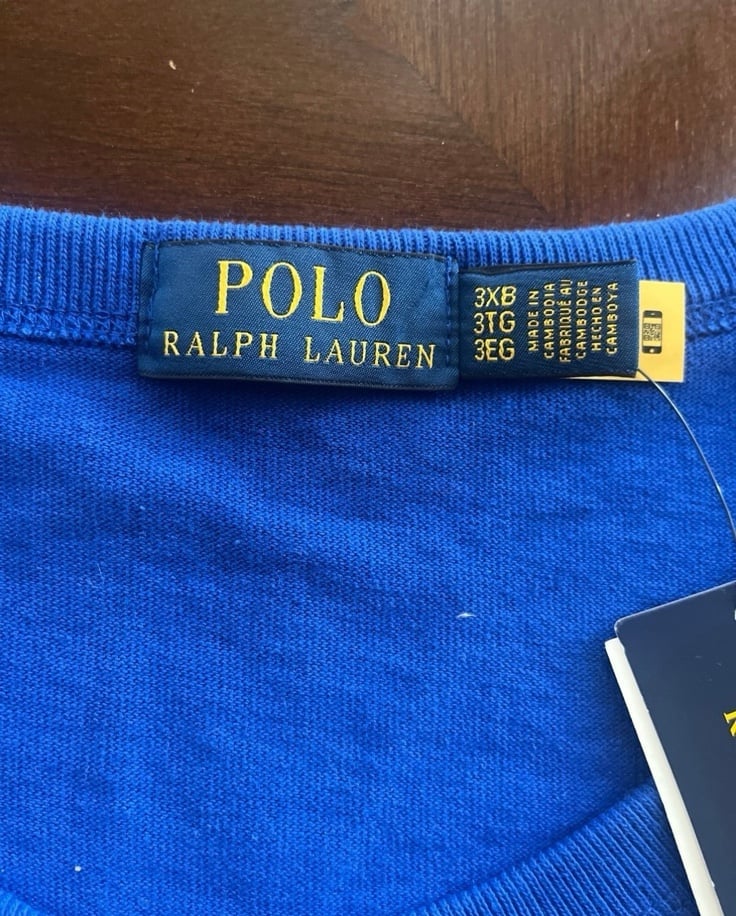 POLO
RALPH LAUREN
3XB
3TG
3EG
MADE IN
CAMBODIA
FABRIQUÉ AU
CAMBODGE
HECHO EN
CAMBOYA